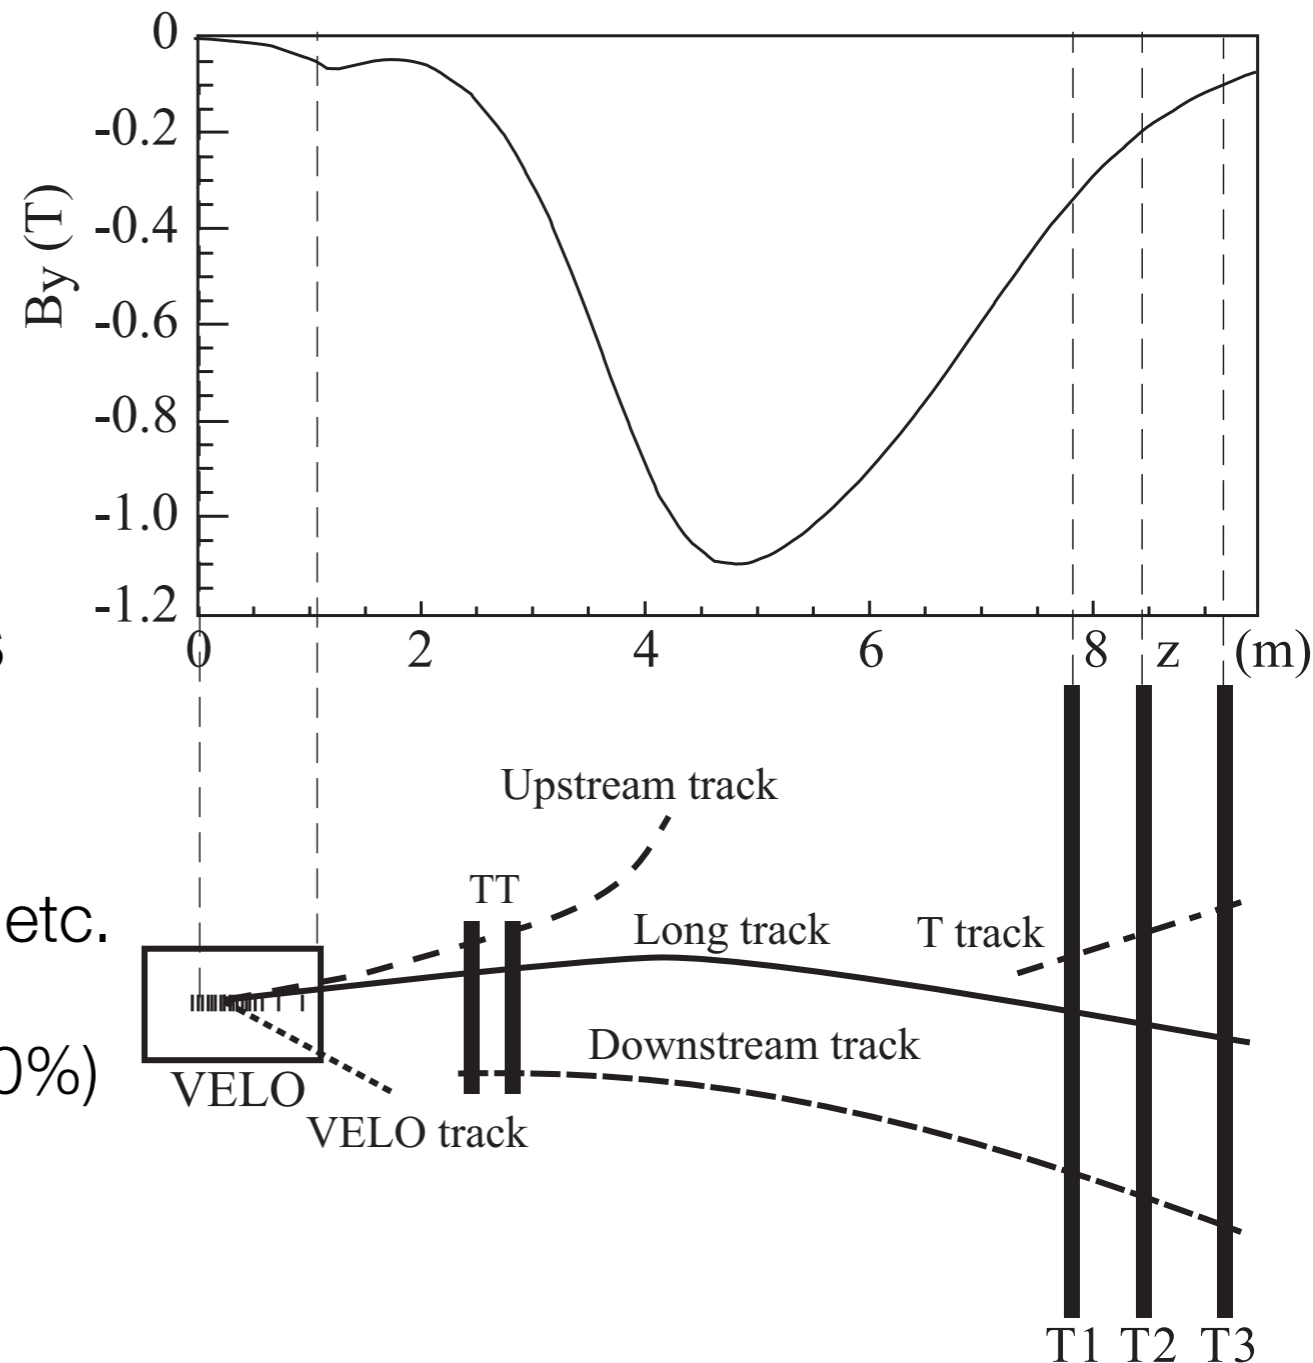 0
-0.2
-0.4
By (T)
-0.6
-0.8
-1.0
-1.2
0 2 4 6 8 z (m)
Upstream track
TT
etc.
Long track
T track
Downstream track
0%)
VELO
VELO track
T1 T2 T3